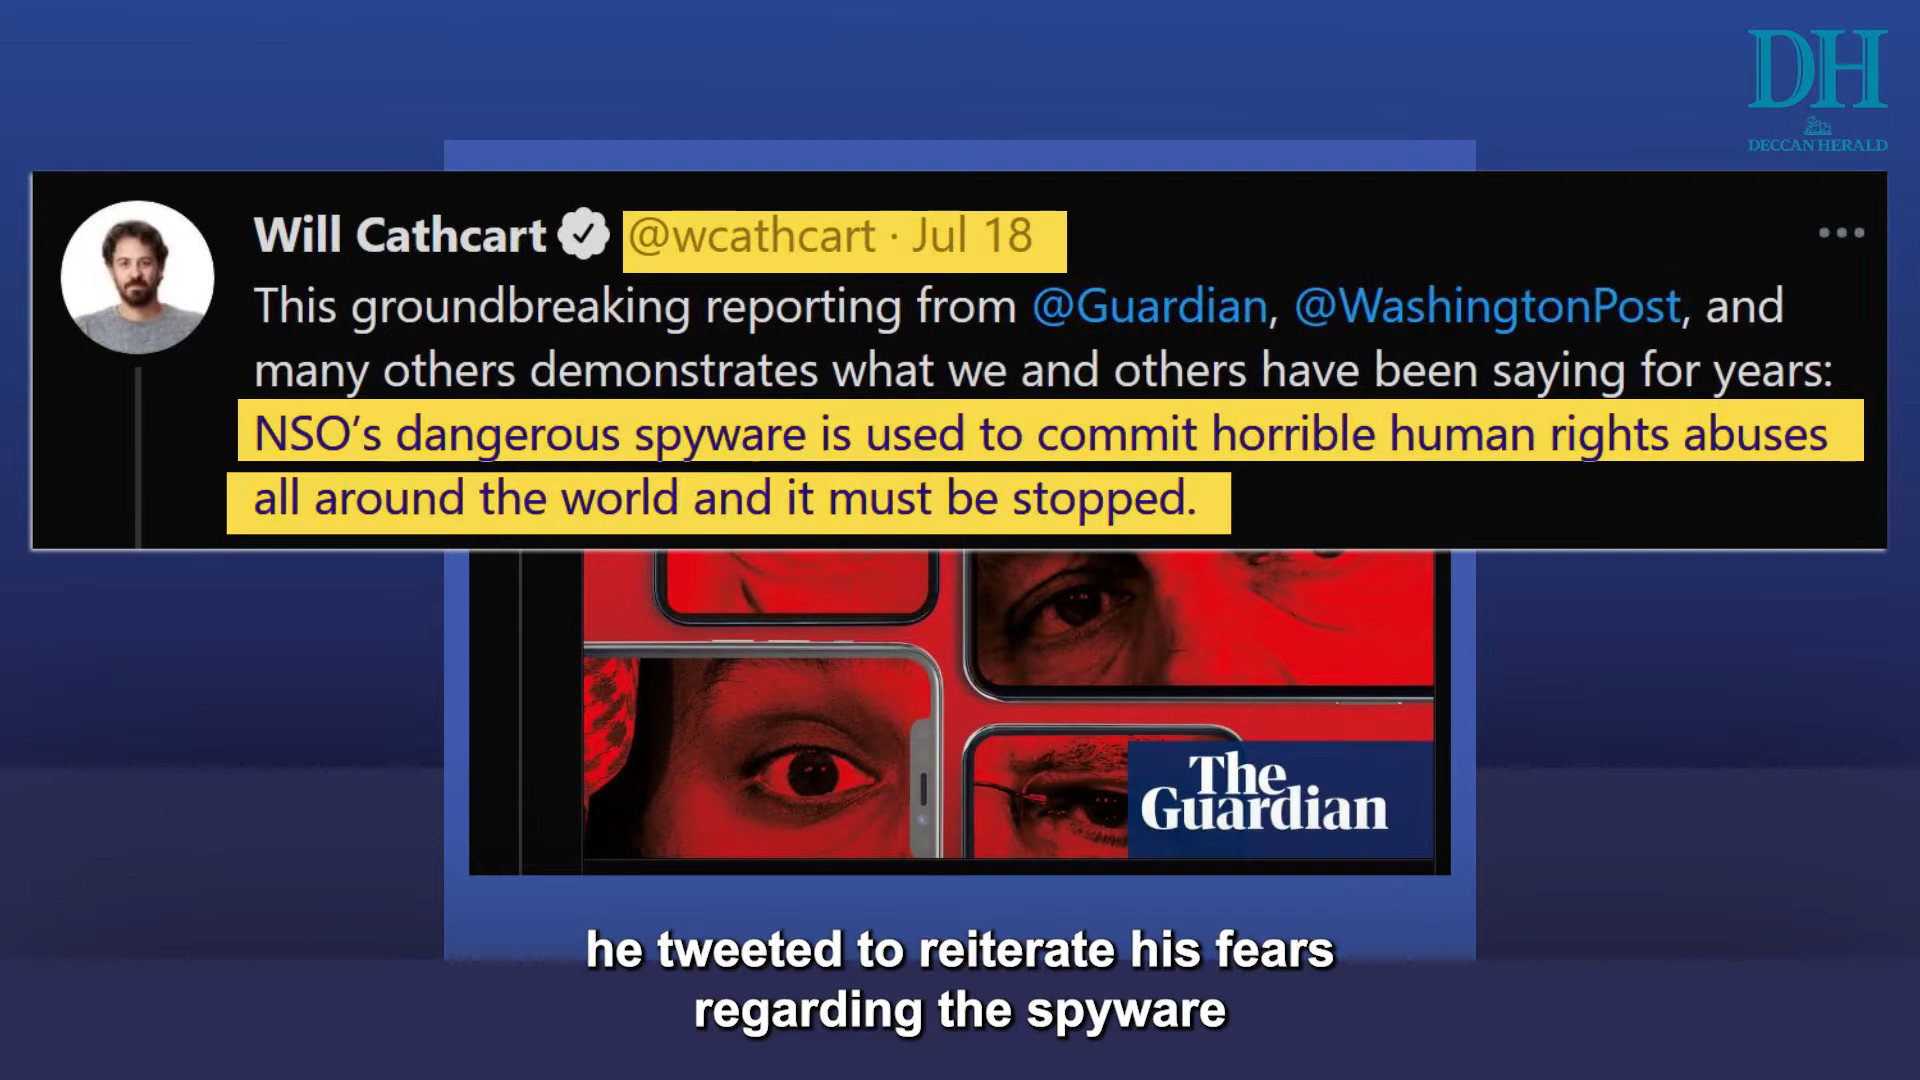 DH
DECCAN HERALD
Will Cathcart @wcathcart · Jul 18
This groundbreaking reporting from @Guardian, @WashingtonPost, and
many others demonstrates what we and others have been saying for years:
NSO’s dangerous spyware is used to commit horrible human rights abuses
all around the world and it must be stopped.
The
Guardian
he tweeted to reiterate his fears
regarding the spyware